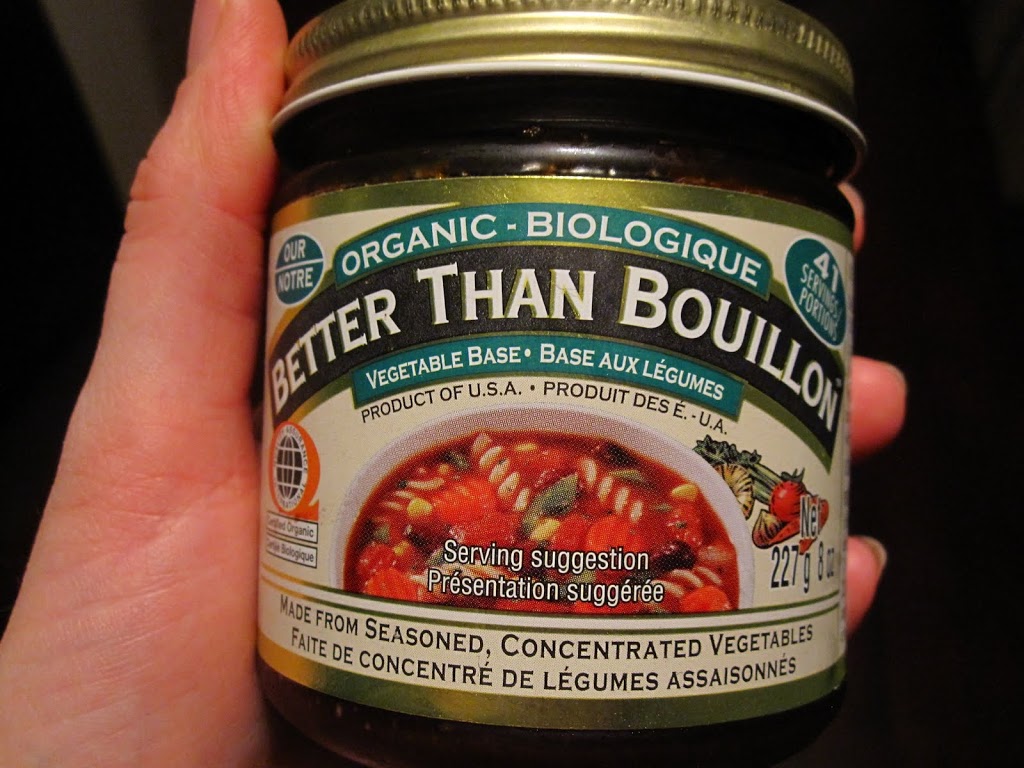 OUR
NOTRE
ORGANIC - BIOLOGIQUE
41
SERVINGS
PORTIONS
BETTER THAN BOUILLON
VEGETABLE BASE • BASE AUX LÉGUMES
PRODUCT OF U.S.A. • PRODUIT DES É.-U.A.
Certified Organic
Certifié Biologique
Net
227 g 8 oz
Serving suggestion
Présentation suggérée
MADE FROM SEASONED, CONCENTRATED VEGETABLES
FAITE DE CONCENTRÉ DE LÉGUMES ASSAISONNÉS